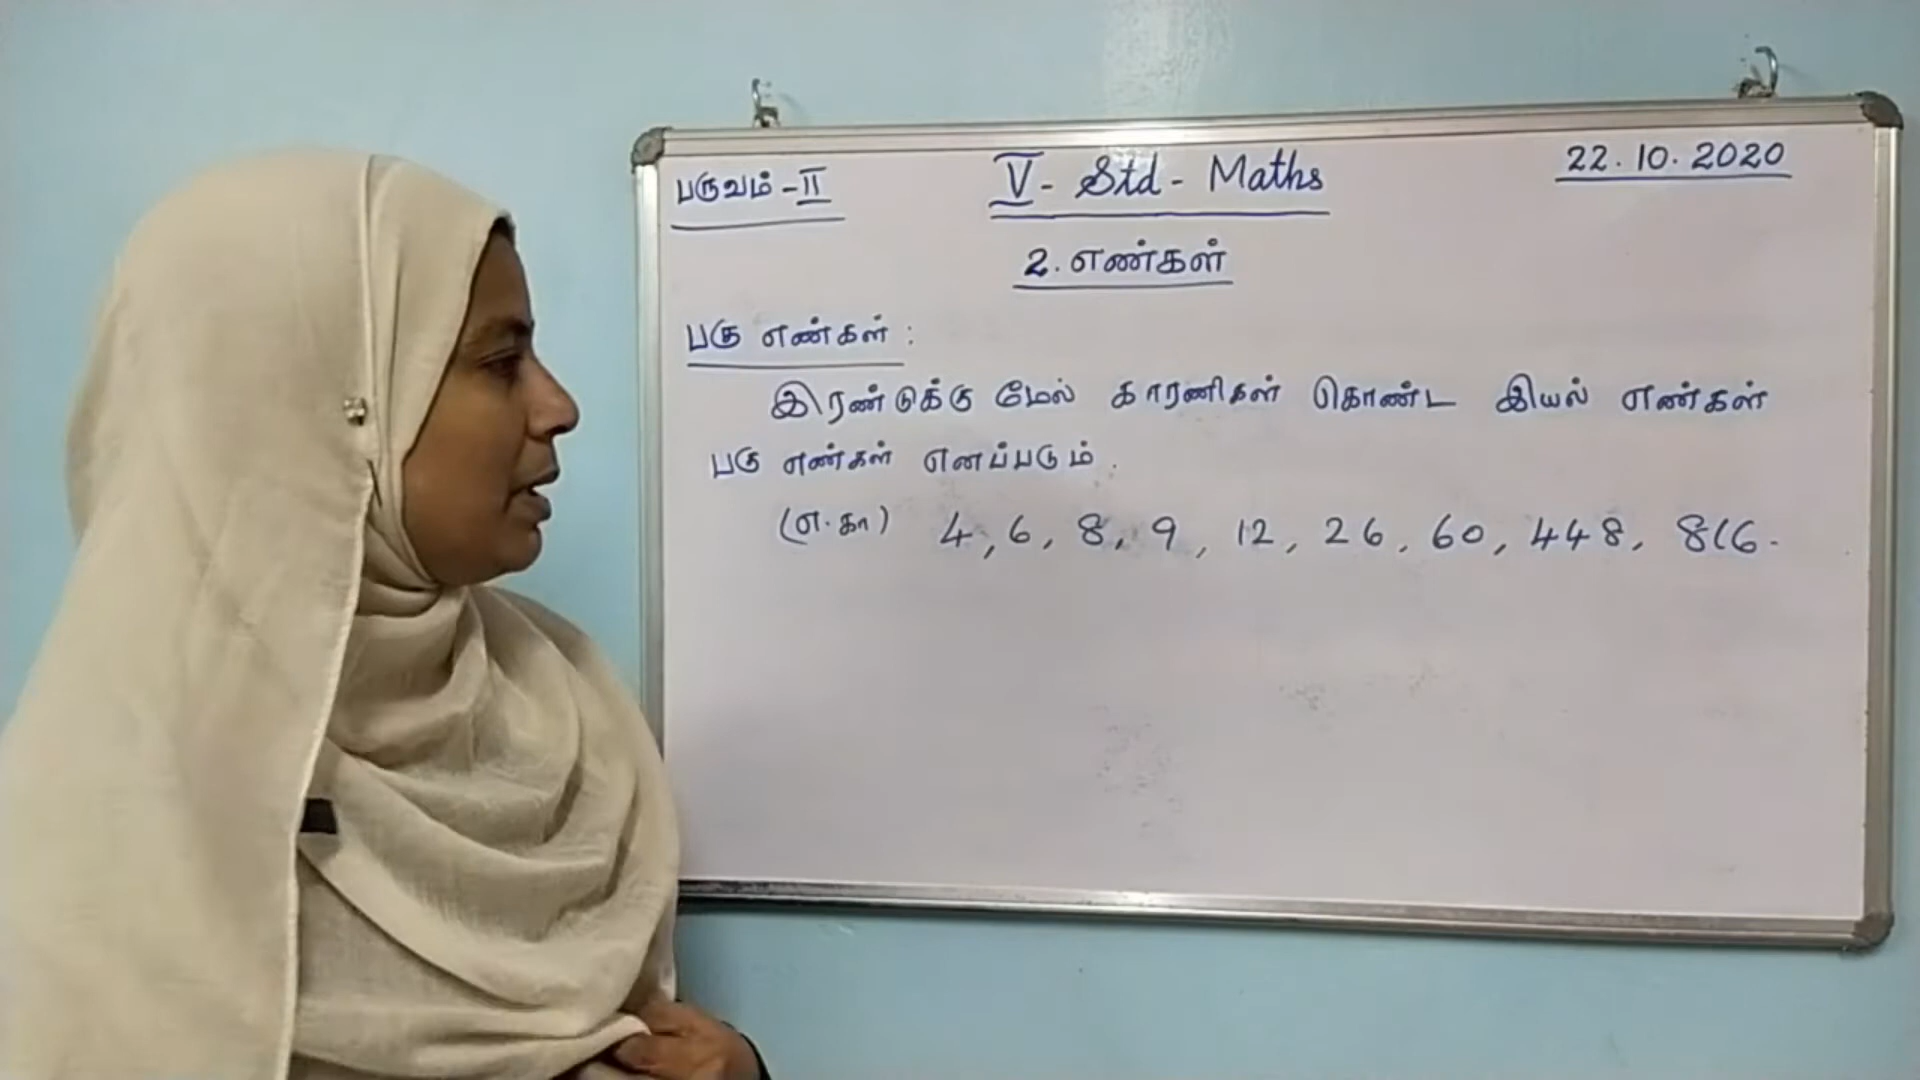 பருவம் - II
V - Std - Maths
22.10.2020
2. எண்கள்
பகு எண்கள் :
இரண்டுக்கு மேல் காரணிகள் கொண்ட இயல் எண்கள்
பகு எண்கள் எனப்படும்.
(எ.கா) 4, 6, 8, 9, 12, 26, 60, 448, 816.